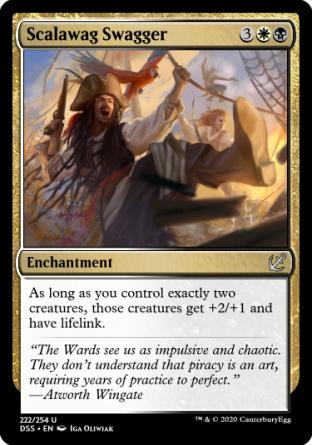 Scalawag Swagger 3
Enchantment
As long as you control exactly two
creatures, those creatures get +2/+1 and
have lifelink.
"The Wards see us as impulsive and chaotic.
They don't understand that piracy is an art,
requiring years of practice to perfect."
—Atworth Wingate
222/254 U
DSS • EN Iga Oliwiak
™ & © 2020 CanterburyEgg